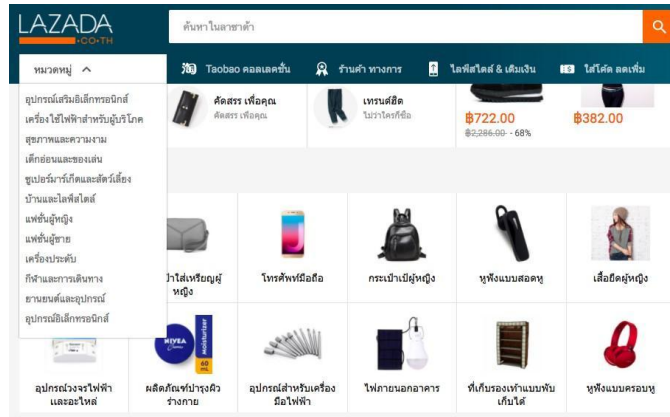 LAZADA
.CO.TH
ค้นหาในลาซาด้า
หมวดหมู่
Taobao คอลเลคชั่น
ร้านค้า ทางการ
ไลฟ์สไตล์ & เติมเงิน
ใส่โค้ด ลดเพิ่ม
อุปกรณ์เสริมอิเล็กทรอนิกส์
เครื่องใช้ไฟฟ้าสำหรับผู้บริโภค
สุขภาพและความงาม
เด็กอ่อนและของเล่น
ซูเปอร์มาร์เก็ตและสัตว์เลี้ยง
บ้านและไลฟ์สไตล์
แฟชั่นผู้หญิง
แฟชั่นผู้ชาย
เครื่องประดับ
กีฬาและการเดินทาง
ยานยนต์และอุปกรณ์
อุปกรณ์อิเล็กทรอนิกส์
คัดสรร เพื่อคุณ
คัดสรร เพื่อคุณ
เทรนด์ฮิต
ไม่ว่าใครก็ซื้อ
฿722.00
฿2,286.00 - 68%
฿382.00
าใส่เหรียญผู้
หญิง
โทรศัพท์มือถือ
กระเป๋าเป้ผู้หญิง
หูฟังแบบสอดหู
เสื้อยืดผู้หญิง
NIVEA
Creme
Moisturizer
60
mL
อุปกรณ์วงจรไฟฟ้า
และอะไหล่
ผลิตภัณฑ์บำรุงผิว
ร่างกาย
อุปกรณ์สำหรับเครื่อง
มือไฟฟ้า
ไฟภายนอกอาคาร
ที่เก็บรองเท้าแบบพับ
เก็บได้
หูฟังแบบครอบหู